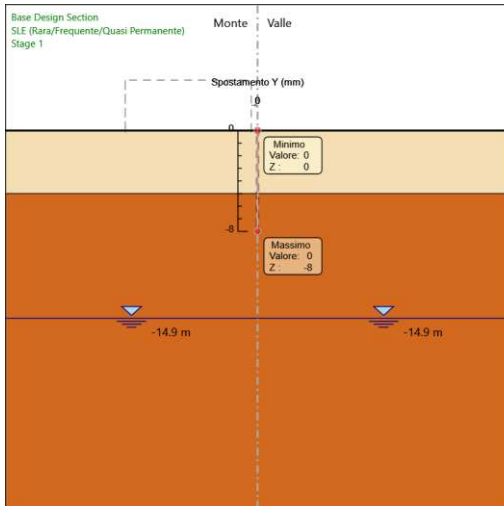 Base Design Section
SLE (Rara/Frequente/Quasi Permanente)
Stage 1
Monte
Valle
Spostamento Y (mm)
0
0
Minimo
Valore: 0
Z : 0
-8
Massimo
Valore: 0
Z : -8
-14.9 m
-14.9 m